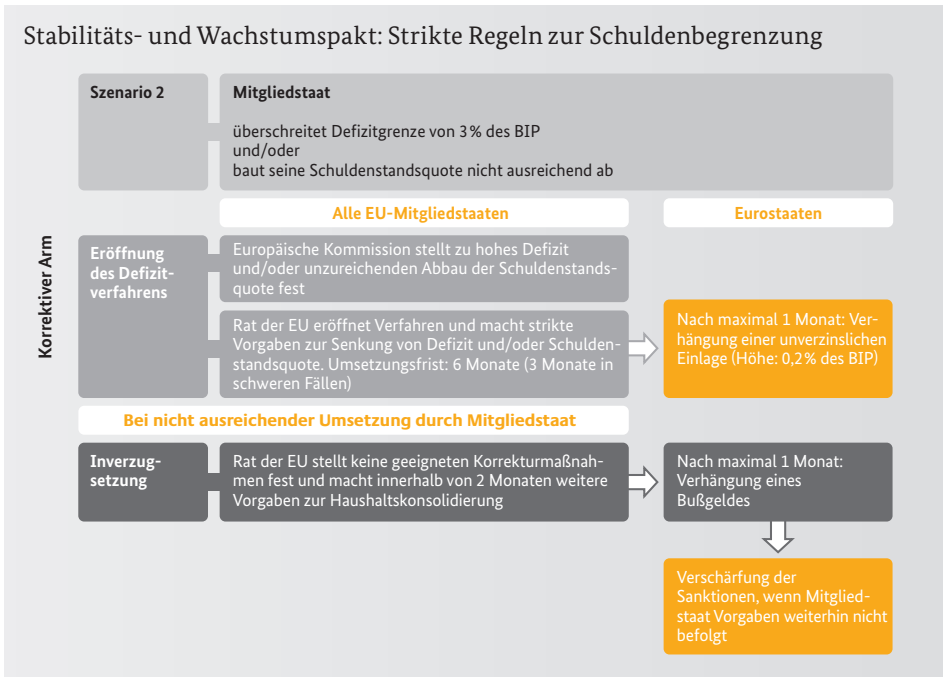 Stabilitäts- und Wachstumspakt: Strikte Regeln zur Schuldenbegrenzung
Korrektiver Arm
Szenario 2
Mitgliedstaat
überschreitet Defizitgrenze von 3 % des BIP
und/oder
baut seine Schuldenstandsquote nicht ausreichend ab
Alle EU-Mitgliedstaaten
Eurostaaten
Eröffnung
des Defizit-
verfahrens
Europäische Kommission stellt zu hohes Defizit
und/oder unzureichenden Abbau der Schuldenstands-
quote fest
Rat der EU eröffnet Verfahren und macht strikte
Vorgaben zur Senkung von Defizit und/oder Schulden-
standsquote. Umsetzungsfrist: 6 Monate (3 Monate in
schweren Fällen)
Nach maximal 1 Monat: Ver-
hängung einer unverzinslichen
Einlage (Höhe: 0,2 % des BIP)
Bei nicht ausreichender Umsetzung durch Mitgliedstaat
Inverzug-
setzung
Rat der EU stellt keine geeigneten Korrekturmaßnah-
men fest und macht innerhalb von 2 Monaten weitere
Vorgaben zur Haushaltskonsolidierung
Nach maximal 1 Monat:
Verhängung eines
Bußgeldes
Verschärfung der
Sanktionen, wenn Mitglied-
staat Vorgaben weiterhin nicht
befolgt